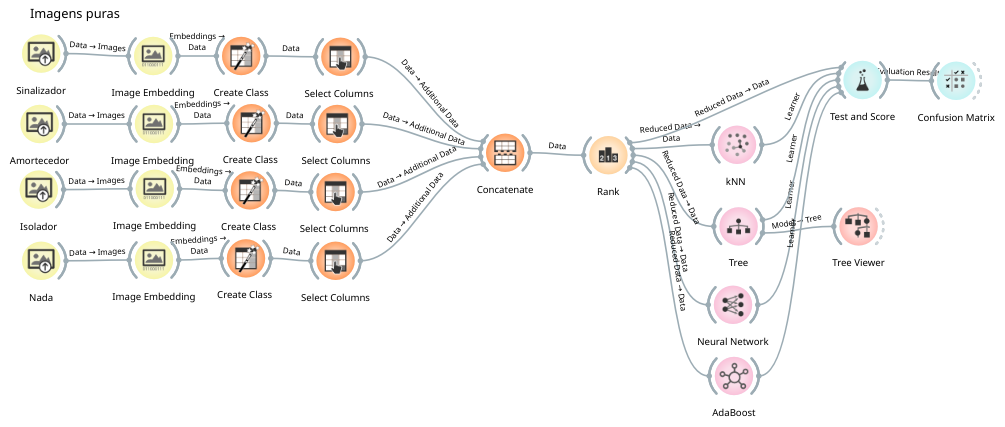 Imagens puras
Data → Images
Embeddings →
Data
Data
Sinalizador
Image Embedding
Create Class
Select Columns
Data → Additional Data
Data → Images
Embeddings →
Data
Data
Amortecedor
Image Embedding
Create Class
Select Columns
Data → Additional Data
Data → Images
Embeddings →
Data
Data
Isolador
Image Embedding
Create Class
Select Columns
Data → Additional Data
Data → Images
Embeddings →
Data
Data
Nada
Image Embedding
Create Class
Select Columns
Data → Additional Data
Concatenate
Data
Rank
Reduced Data → Data
Reduced Data →
Data
Reduced Data → Data
Reduced Data → Data
Reduced Data → Data
kNN
Learner
Tree
Learner
Model → Tree
Tree Viewer
Neural Network
Learner
AdaBoost
Learner
Test and Score
Confusion Matrix